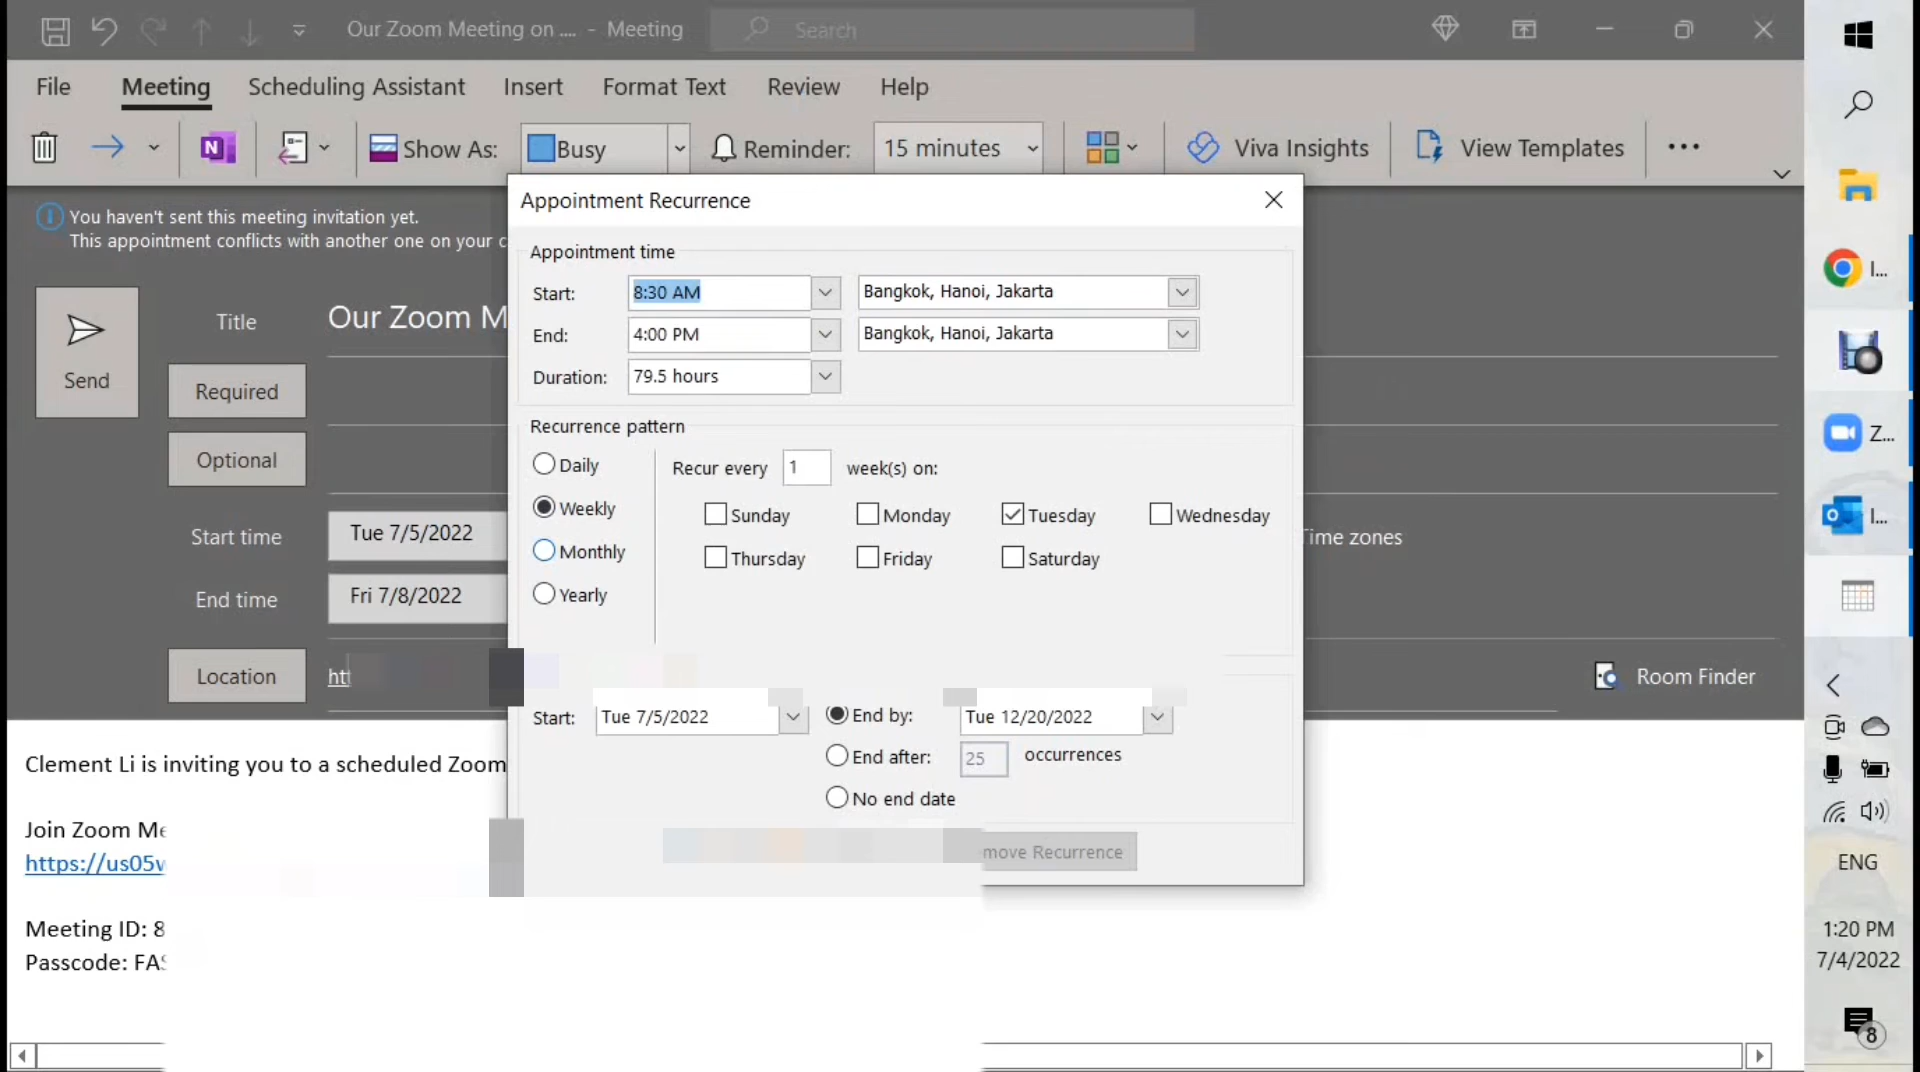 Our Zoom Meeting on .... - Meeting
Search
File Meeting Scheduling Assistant Insert Format Text Review Help
Show As: Busy Reminder: 15 minutes Viva Insights View Templates
You haven't sent this meeting invitation yet.
This appointment conflicts with another one on your
Send
Title Our Zoom
Required
Optional
Start time Tue 7/5/2022
End time Fri 7/8/2022
Time zones
Location
Room Finder
Appointment Recurrence
Appointment time
Start: 8:30 AM Bangkok, Hanoi, Jakarta
End: 4:00 PM Bangkok, Hanoi, Jakarta
Duration: 79.5 hours
Recurrence pattern
Daily
Weekly
Monthly
Yearly
Recur every 1 week(s) on:
Sunday Monday Tuesday Wednesday
Thursday Friday Saturday
Start: Tue 7/5/2022 End by: Tue 12/20/2022
End after: 25 occurrences
No end date
Recurrence
Clement Li is inviting you to a scheduled Zoom
Join Zoom
https://us05w
Meeting ID: 8
Passcode: FAS
I...
Z...
I...
ENG
1:20 PM
7/4/2022
8